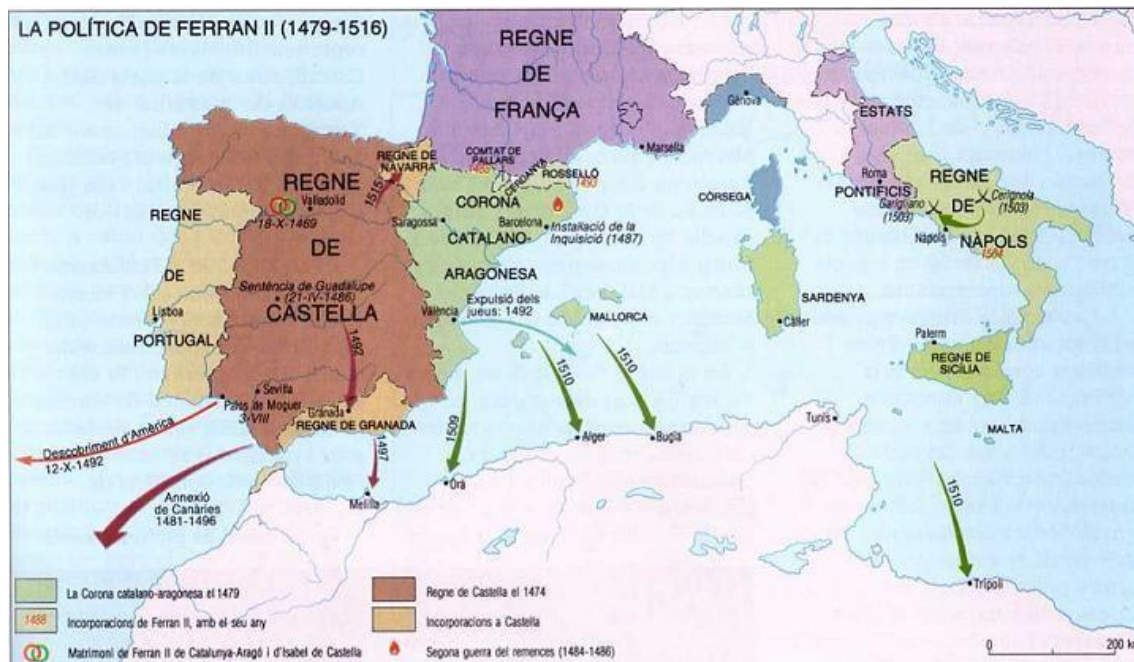 LA POLÍTICA DE FERRAN II (1479-1516)
REGNE
DE
FRANÇA
Gènova
Marsella
COMTAT DE
PALLARS
CERDANYA
ROSSELLÓ
1493
REGNE DE
NAVARRA
1515
REGNE
DE
CASTELLA
Valladolid
18-X-1469
Saragossa
CORONA
CATALANO-
ARAGONESA
Barcelona
Instal·lació de la
Inquisició (1487)
REGNE
DE
PORTUGAL
Lisboa
Sentència de Guadalupe
(21-IV-1486)
València
Expulsió dels
jueus: 1492
MALLORCA
CORSEGA
SARDENYA
Càller
ESTATS
PONTIFICIS
Roma
REGNE
DE
NÀPOLS
Garigliano
(1503)
Cerignola
(1503)
Nàpols
Palerm
REGNE DE
SICÍLIA
MALTA
1492
Sevilla
Palos de Moguer
3-VIII
Granada
REGNE DE GRANADA
Descobriment d'Amèrica
12-X-1492
Annexió
de Canàries
1481-1496
1497
Melilla
1509
Orà
1510
Alger
1510
Bugia
Tunis
1510
Trípoli
La Corona catalano-aragonesa el 1479
1488
Incorporacions de Ferran II, amb el seu any
Matrimoni de Ferran II de Catalunya-Aragó i d'Isabel de Castella
Regne de Castella el 1474
Incorporacions a Castella
Segona guerra del remences (1484-1486)
0
200 km